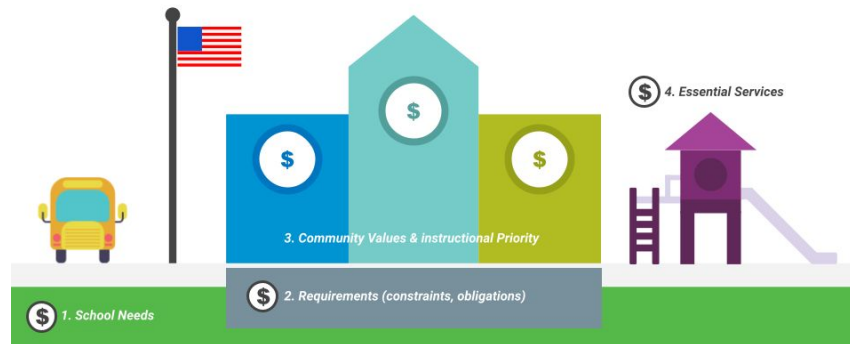 $ 4. Essential Services
$
$
$
3. Community Values & instructional Priority
$ 2. Requirements (constraints, obligations)
$ 1. School Needs